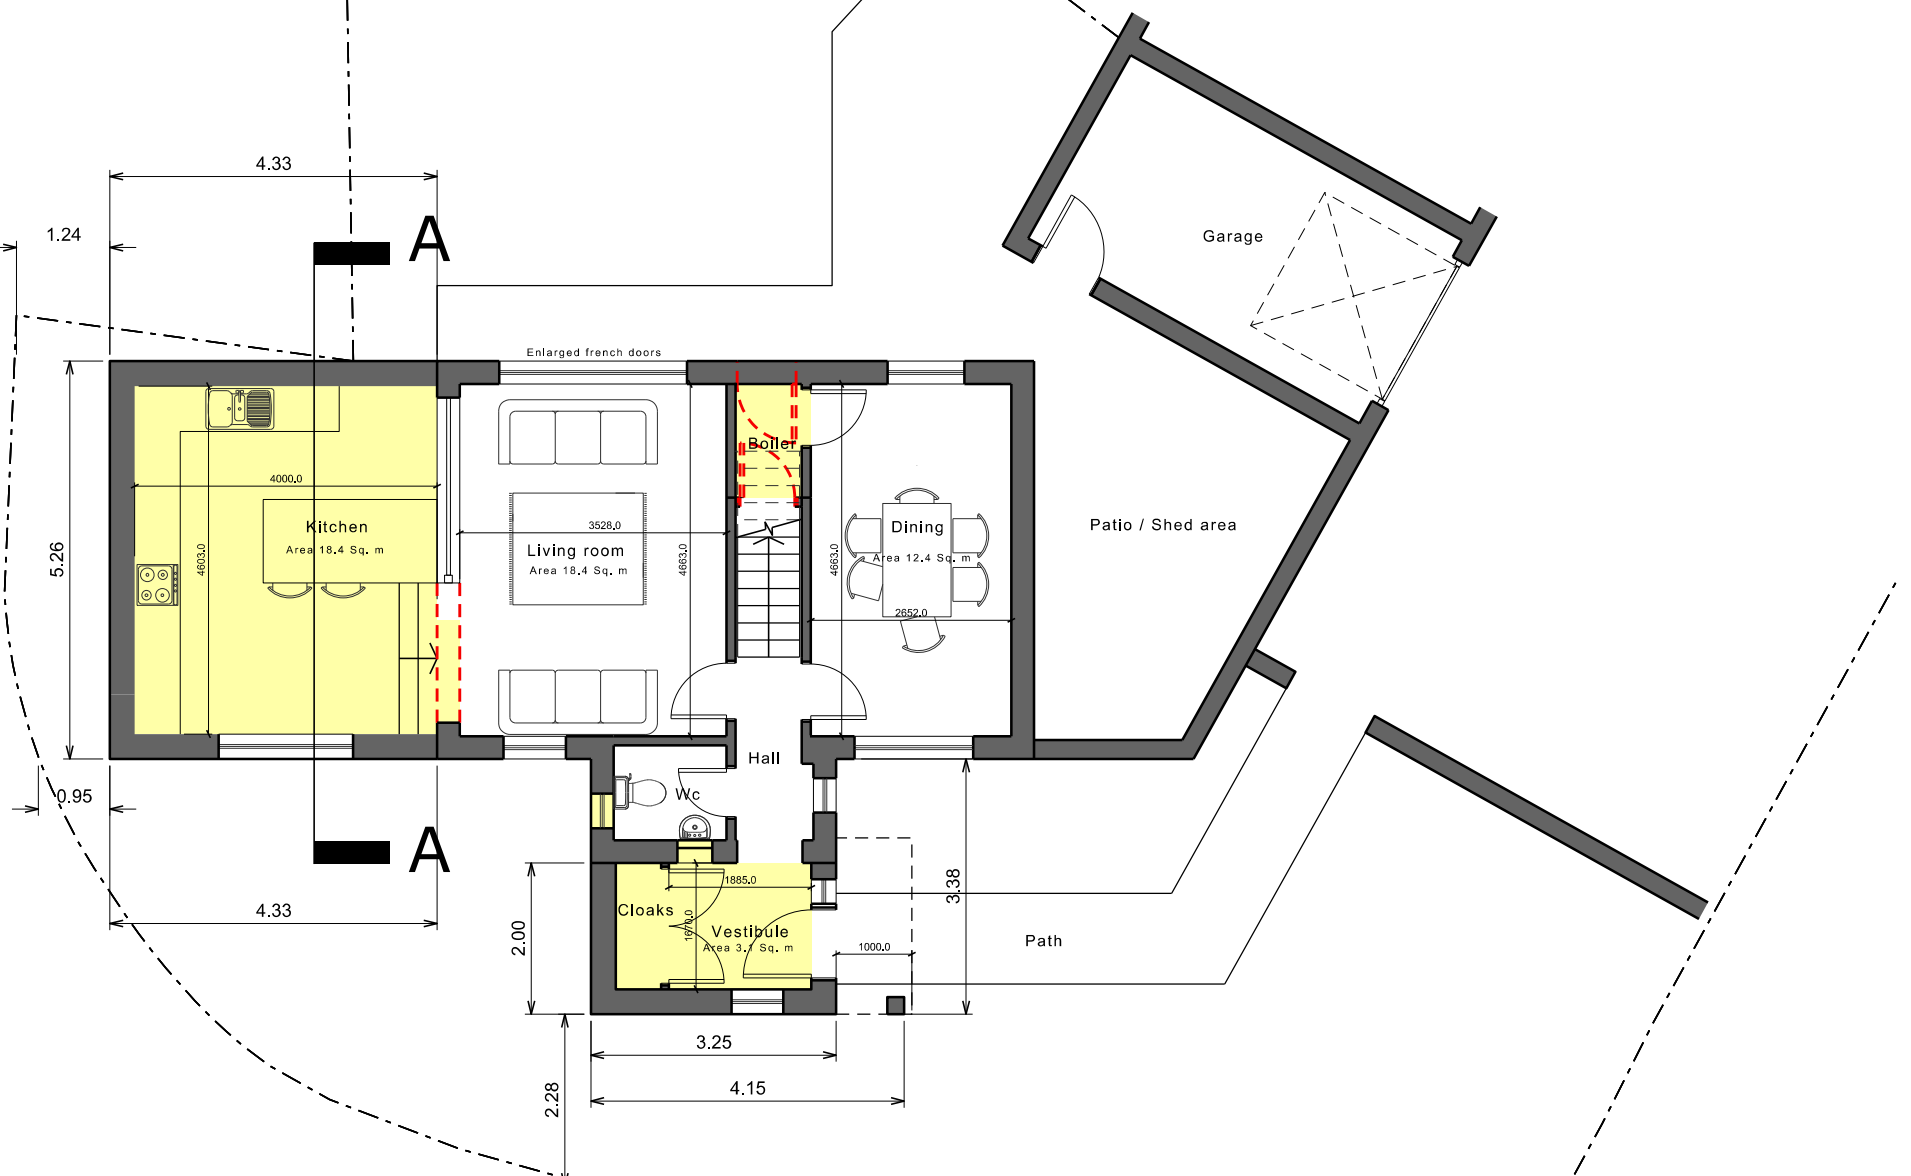 4.33
1.24
A
Garage
Enlarged french doors
Boiler
4000.0
Kitchen
Area 18.4 Sq. m
4603.0
5.26
3528.0
Living room
Area 18.4 Sq. m
4663.0
4663.0
Dining
Area 12.4 Sq. m
2652.0
Patio / Shed area
Hall
Wc
0.95
A
4.33
2.00
1885.0
Cloaks
1670.0
Vestibule
Area 3.1 Sq. m
1000.0
3.38
Path
3.25
4.15
2.28